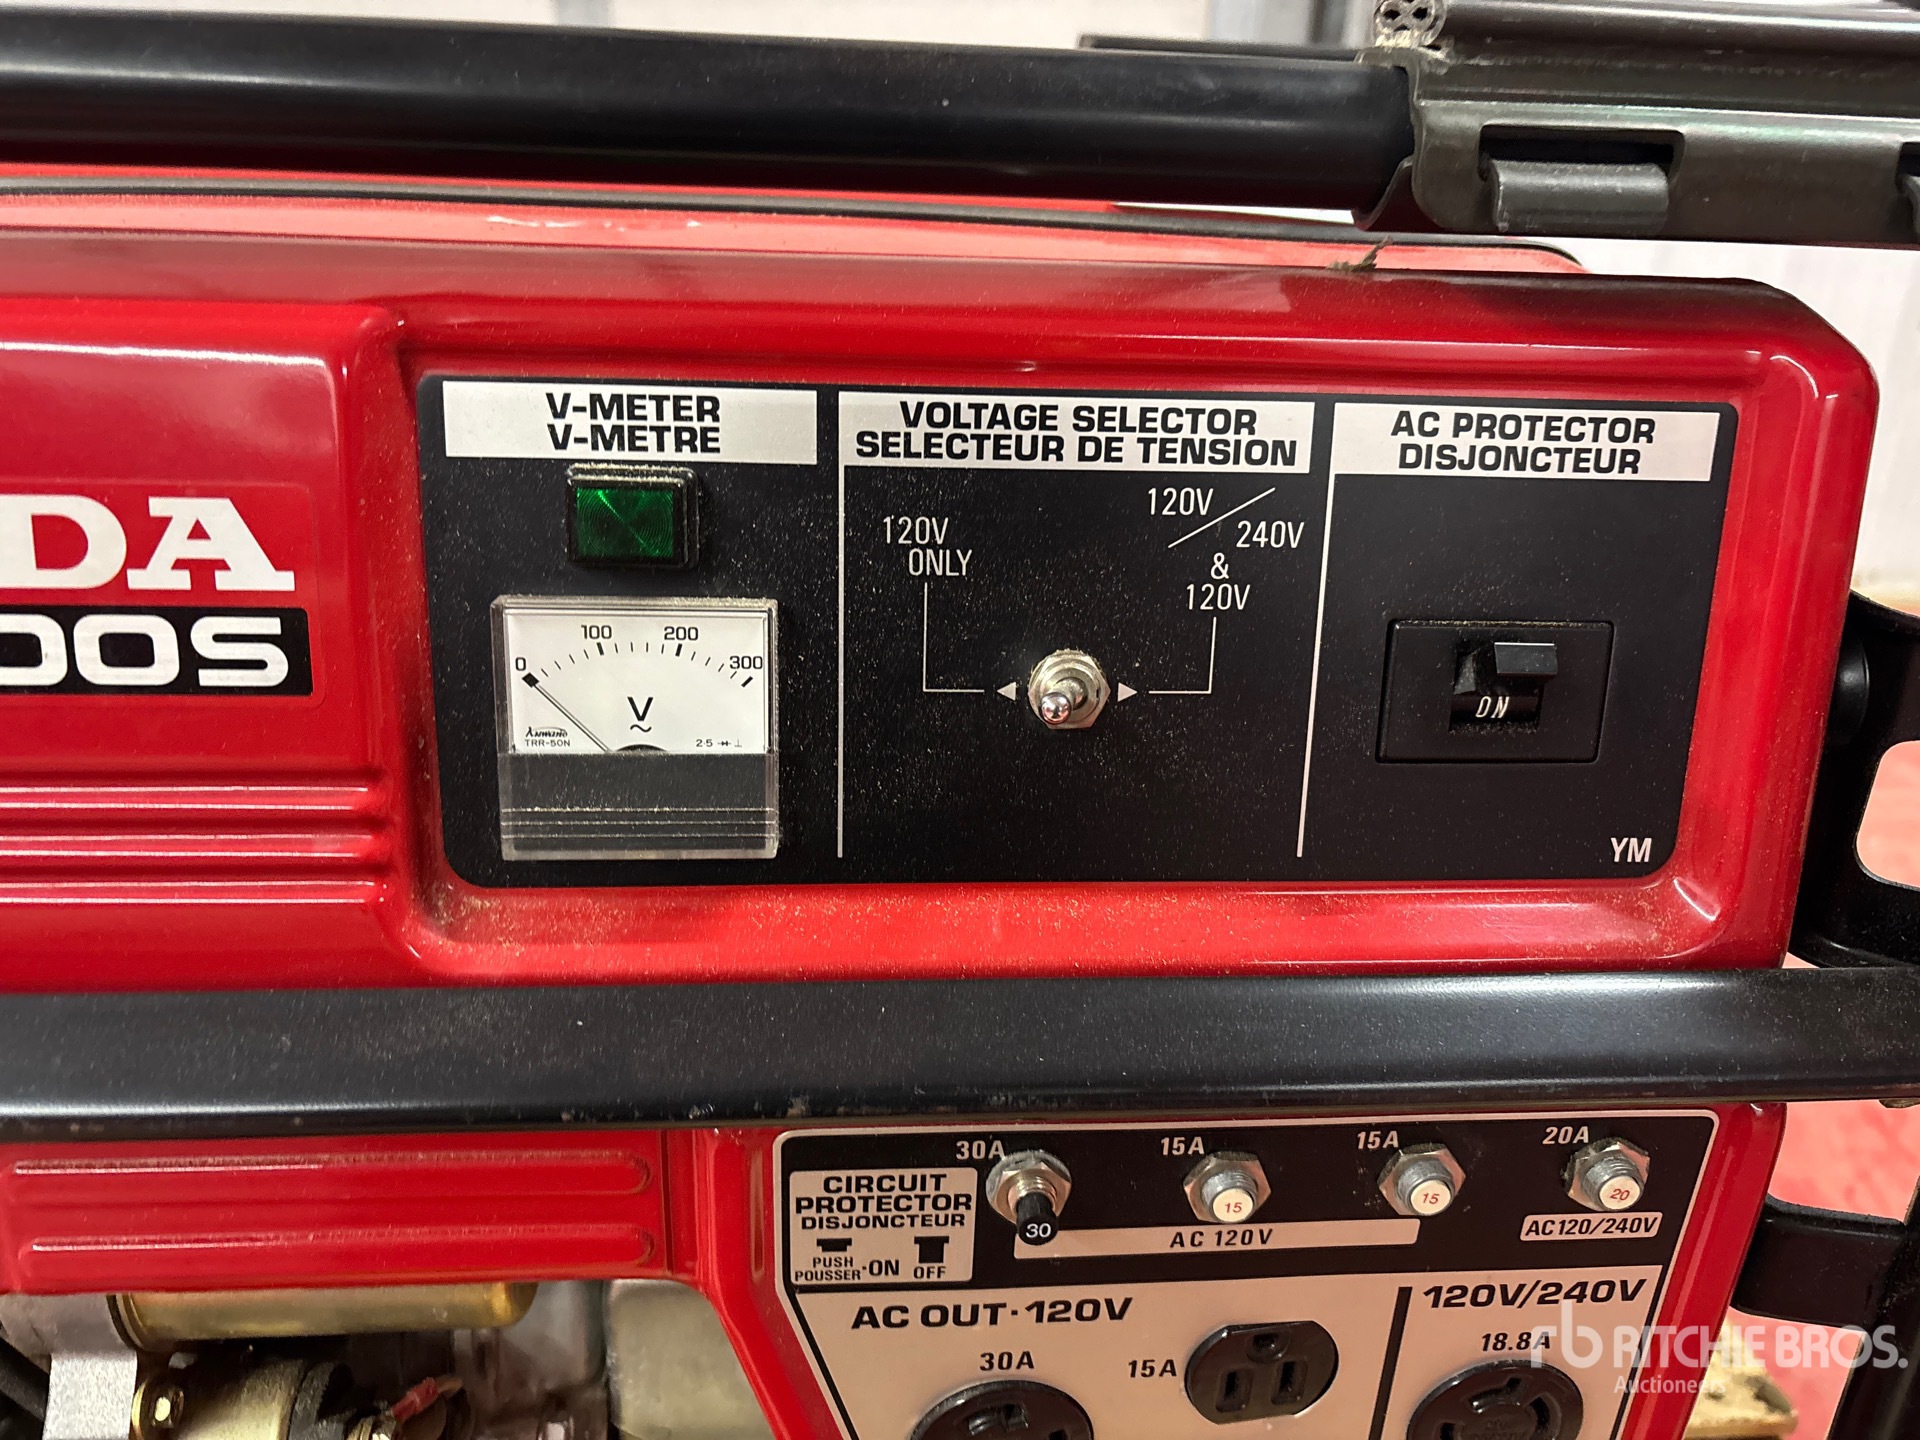 DA
00S
V-METER
V-METRE
0 100 200 300
V
TRR-50N
2.5
VOLTAGE SELECTOR
SELECTEUR DE TENSION
120V
ONLY
120V/240V
&
120V
AC PROTECTOR
DISJONCTEUR
ON
YM
30A 15A 15A 20A
CIRCUIT
PROTECTOR
DISJONCTEUR
PUSH
POUSSER
·ON
OFF
30
15
15
20
AC 120V
AC120/240V
AC OUT·120V
30A
15A
120V/240V
18.8A
rb RITCHIE BROS.
Auctioneers